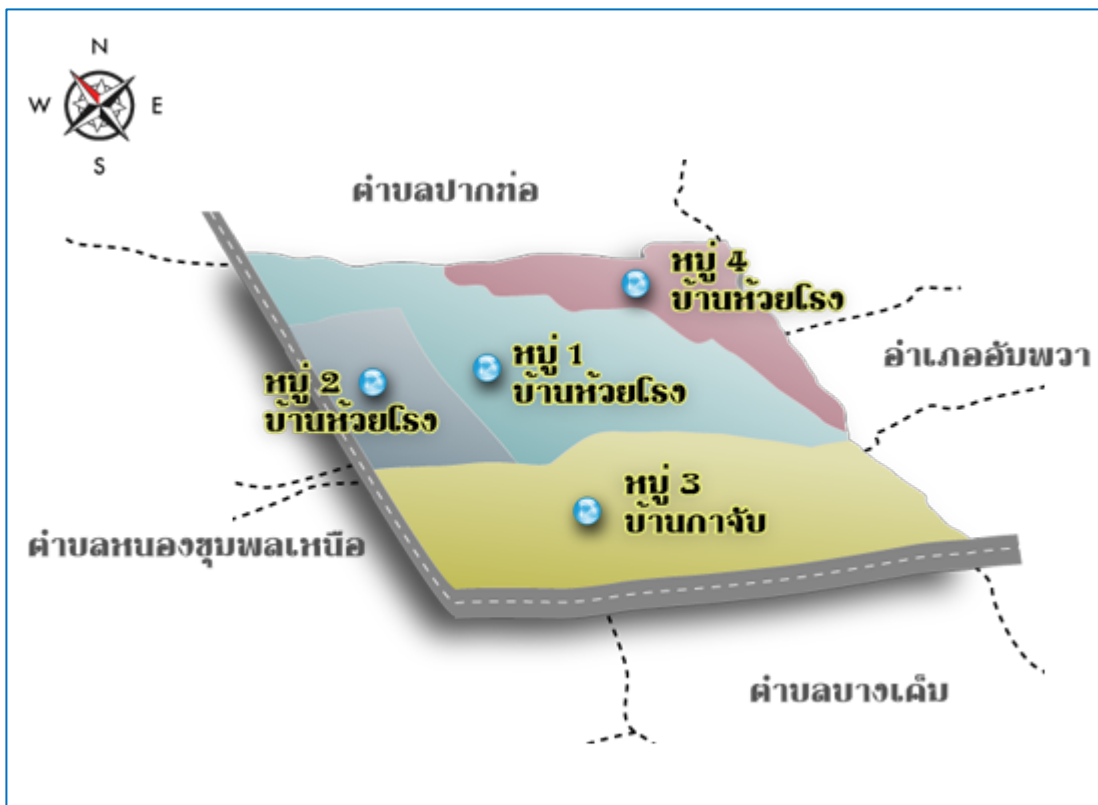 N
W E
S
ตำบลปากท่อ
หมู่ 4
บ้านห้วยโรง
อำเภออัมพวา
หมู่ 1
บ้านห้วยโรง
หมู่ 2
บ้านห้วยโรง
หมู่ 3
บ้านกาจับ
ตำบลหนองชุมพลเหนือ
ตำบลบางเค็ม